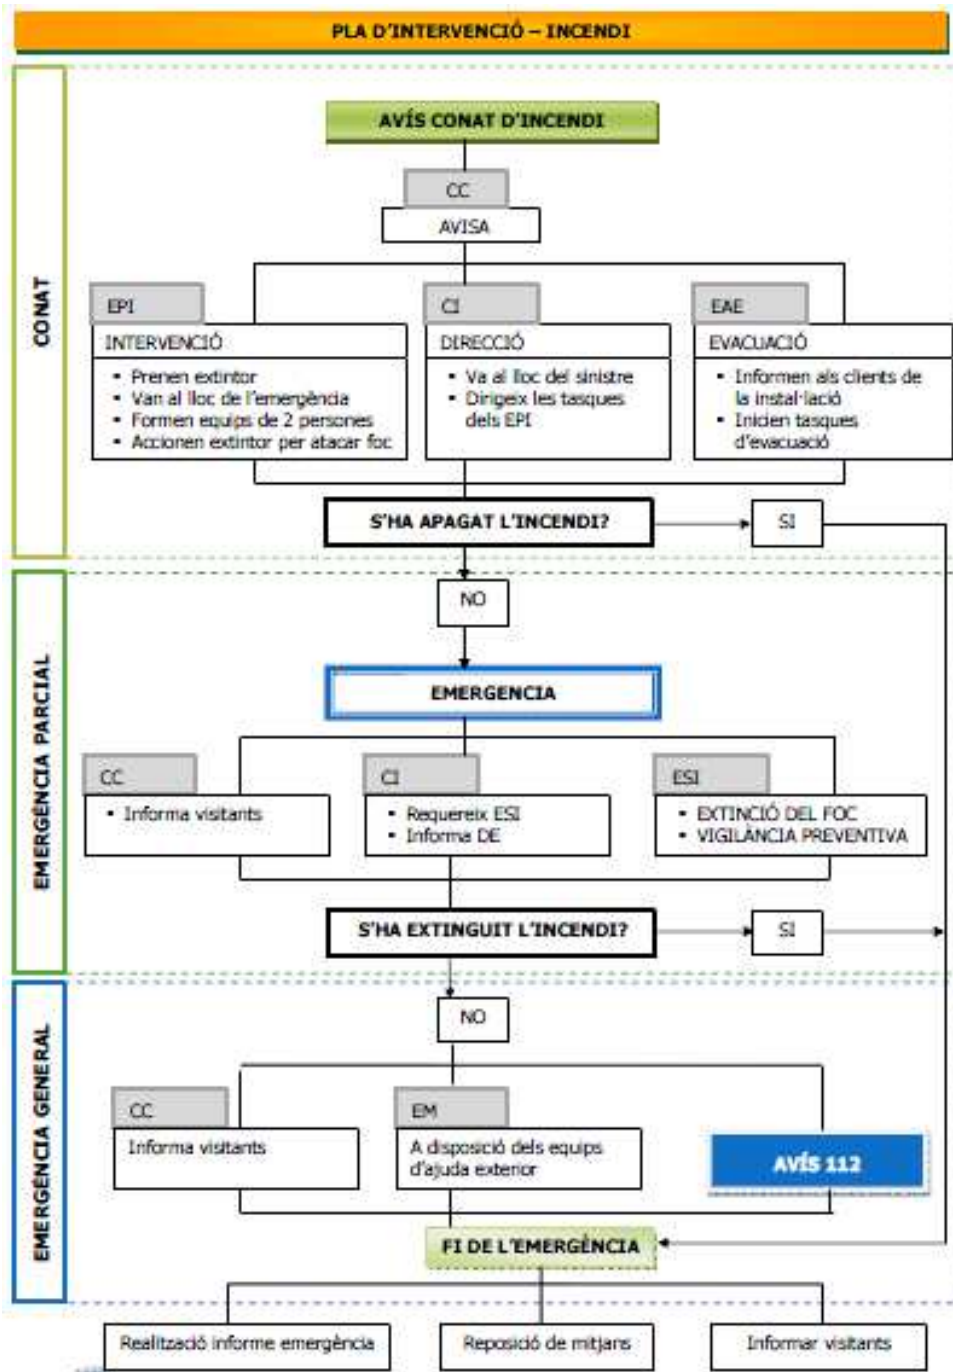 PLA D'INTERVENCIÓ – INCENDI
CONAT
AVÍS CONAT D'INCENDI
CC
AVISA
EPI
INTERVENCIÓ
▪ Prenen extintor
▪ Van al lloc de l'emergència
▪ Formen equips de 2 persones
▪ Accionen extintor per atacar foc
CI
DIRECCIÓ
▪ Va al lloc del sinistre
▪ Dirigeix les tasques
dels EPI
EAE
EVACUACIÓ
▪ Informen als clients de
la instal·lació
▪ Inicien tasques
d'evacuació
S'HA APAGAT L'INCENDI?
SI
EMERGÈNCIA PARCIAL
NO
EMERGENCIA
CC
▪ Informa visitants
CI
▪ Requereix ESI
▪ Informa DE
ESI
▪ EXTINCIÓ DEL FOC
▪ VIGILÀNCIA PREVENTIVA
S'HA EXTINGUIT L'INCENDI?
SI
EMERGÈNCIA GENERAL
NO
CC
Informa visitants
EM
A disposició dels equips
d'ajuda exterior
AVÍS 112
FI DE L'EMERGÈNCIA
Realització informe emergència
Reposició de mitjans
Informar visitants